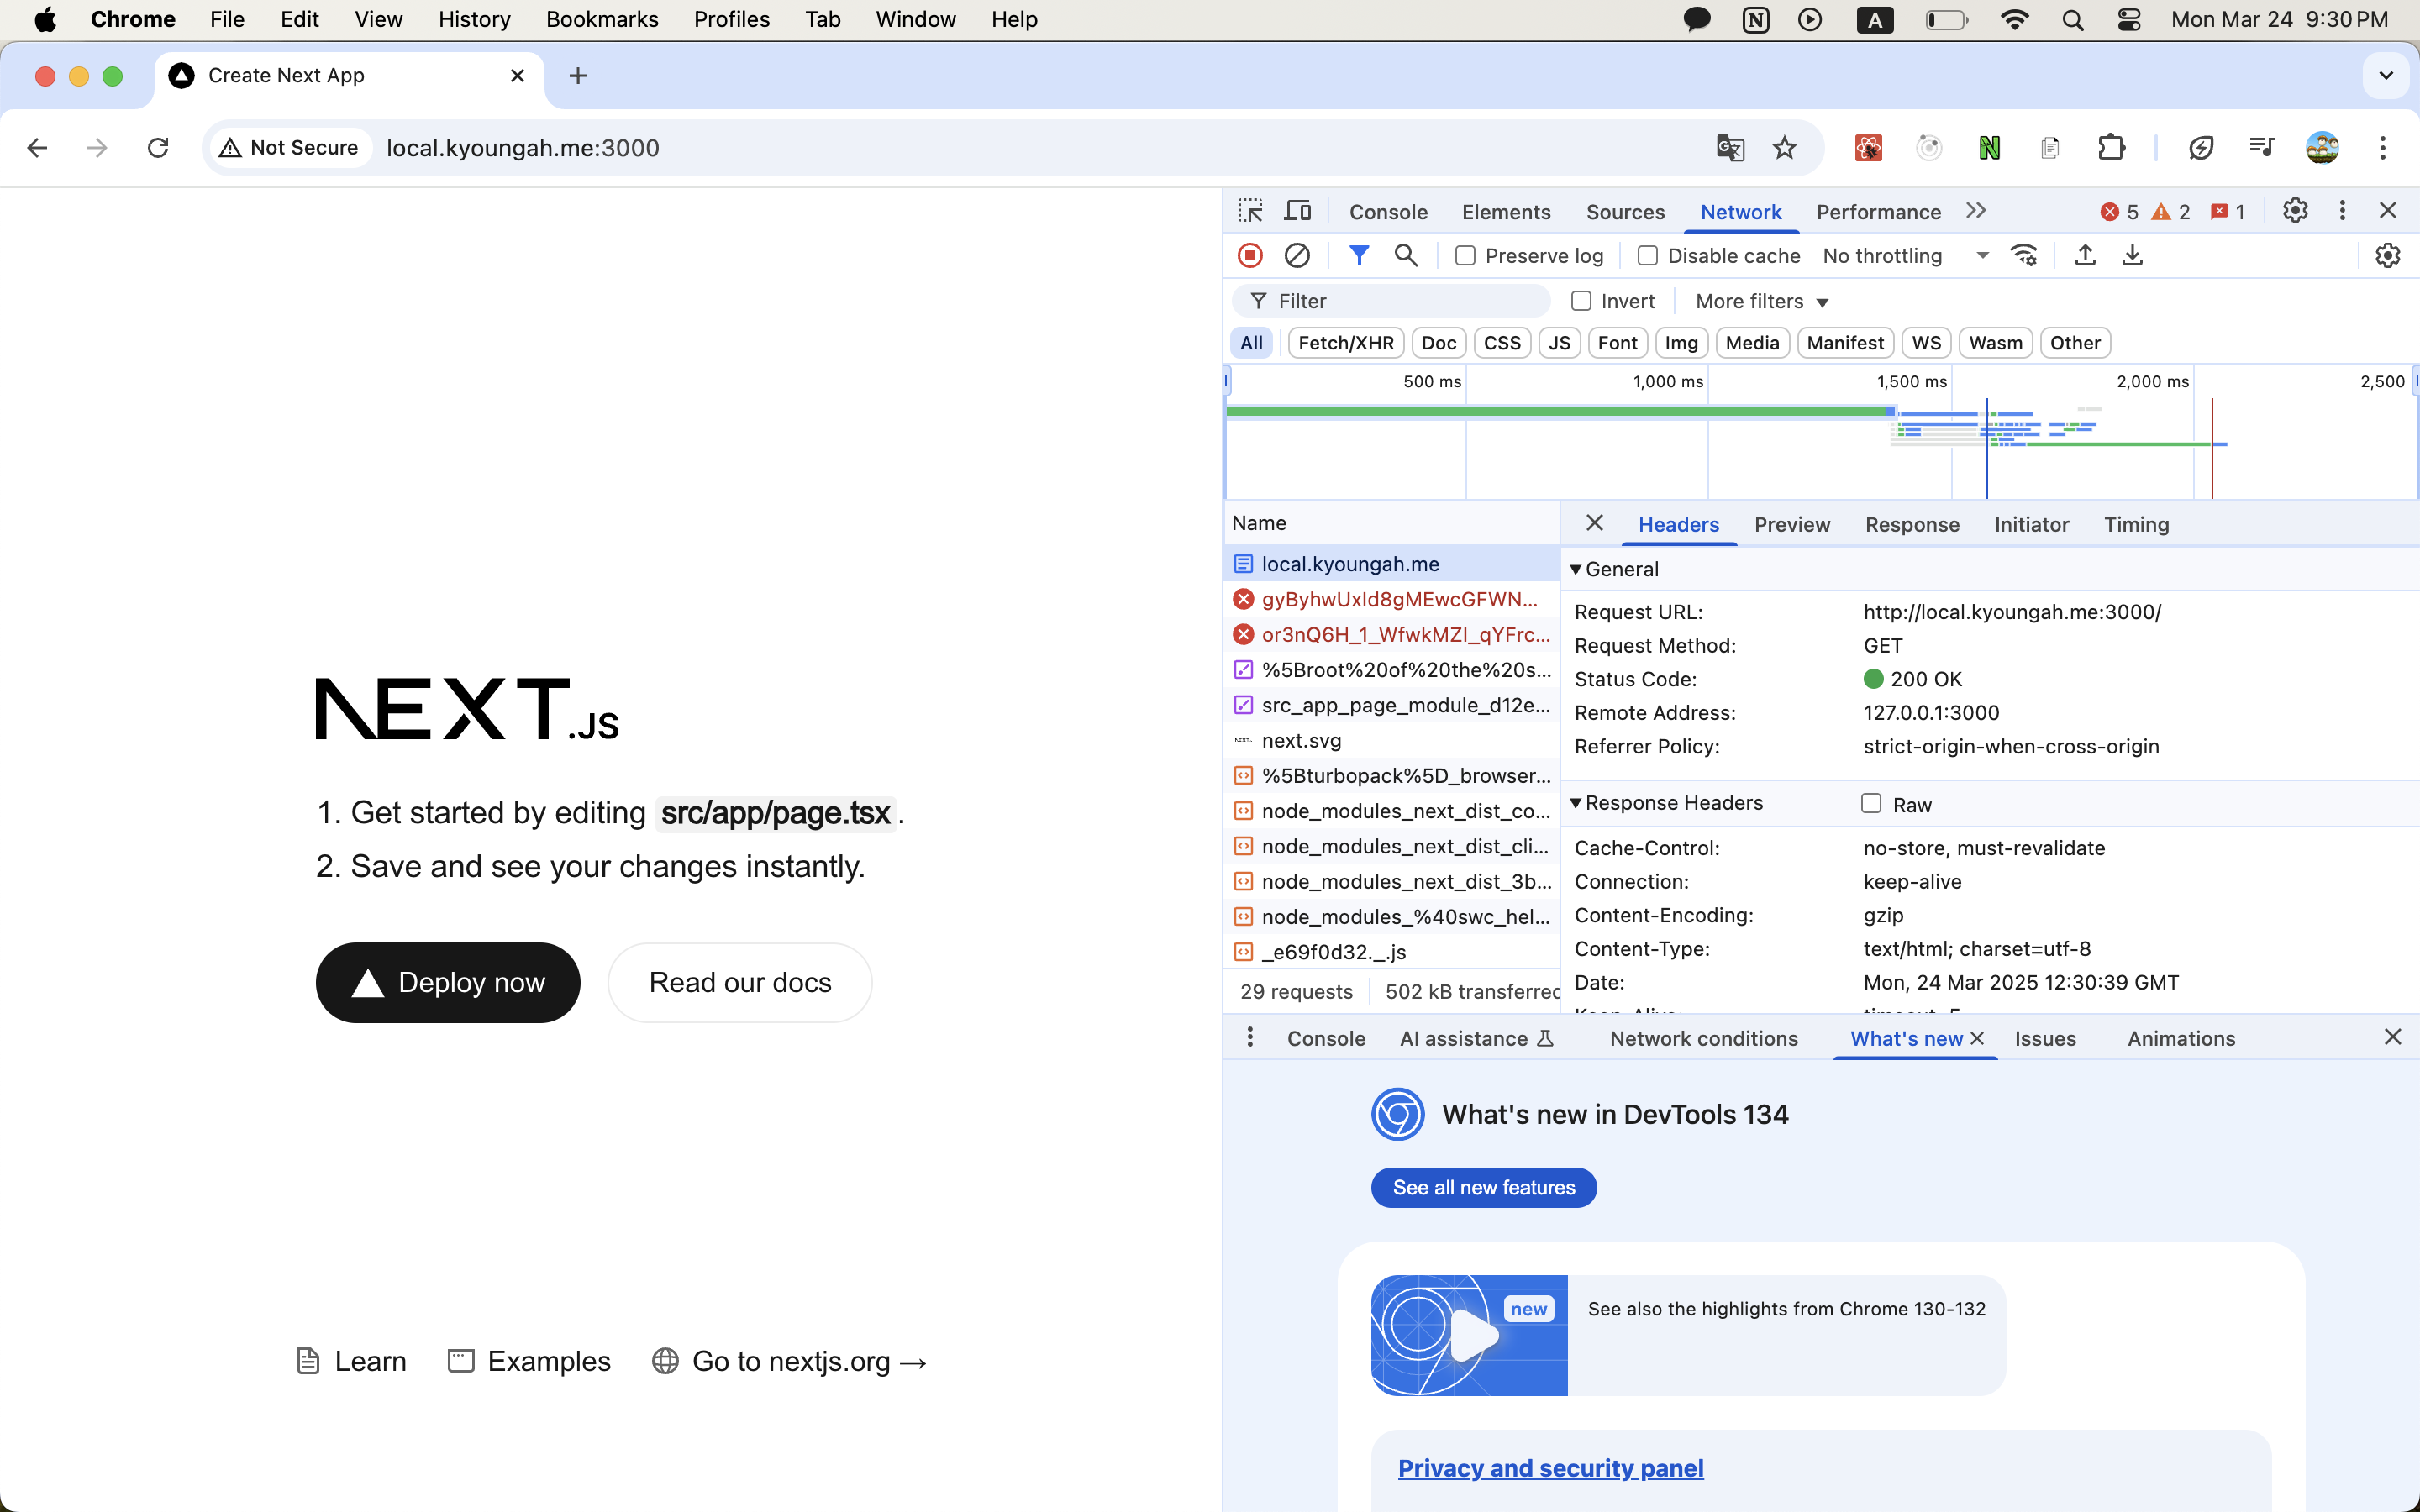 Chrome File Edit View History Bookmarks Profiles Tab Window Help A Mon Mar 24 9:30 PM
Create Next App
Not Secure local.kyoungah.me:3000
Console Elements Sources Network Performance 5 2 1
Preserve log Disable cache No throttling
Filter Invert More filters
All Fetch/XHR Doc CSS JS Font Img Media Manifest WS Wasm Other
500 ms 1,000 ms 1,500 ms 2,000 ms 2,500
Name
local.kyoungah.me
gyByhwUxId8gMEwcGFWN...
or3nQ6H_1_WfwkMZI_qYFrc...
%5Broot%20of%20the%20s...
src_app_page_module_d12e...
next.svg
%5Bturbopack%5D_browser...
node_modules_next_dist_co...
node_modules_next_dist_cli...
node_modules_next_dist_3b...
node_modules_%40swc_hel...
_e69f0d32._.js
29 requests 502 kB transferred
Headers Preview Response Initiator Timing
General
Request URL: http://local.kyoungah.me:3000/
Request Method: GET
Status Code: 200 OK
Remote Address: 127.0.0.1:3000
Referrer Policy: strict-origin-when-cross-origin
Response Headers Raw
Cache-Control: no-store, must-revalidate
Connection: keep-alive
Content-Encoding: gzip
Content-Type: text/html; charset=utf-8
Date: Mon, 24 Mar 2025 12:30:39 GMT
NEXT.JS
1. Get started by editing src/app/page.tsx.
2. Save and see your changes instantly.
Deploy now Read our docs
Learn Examples Go to nextjs.org →
Console AI assistance Network conditions What's new Issues Animations
What's new in DevTools 134
See all new features
new See also the highlights from Chrome 130-132
Privacy and security panel